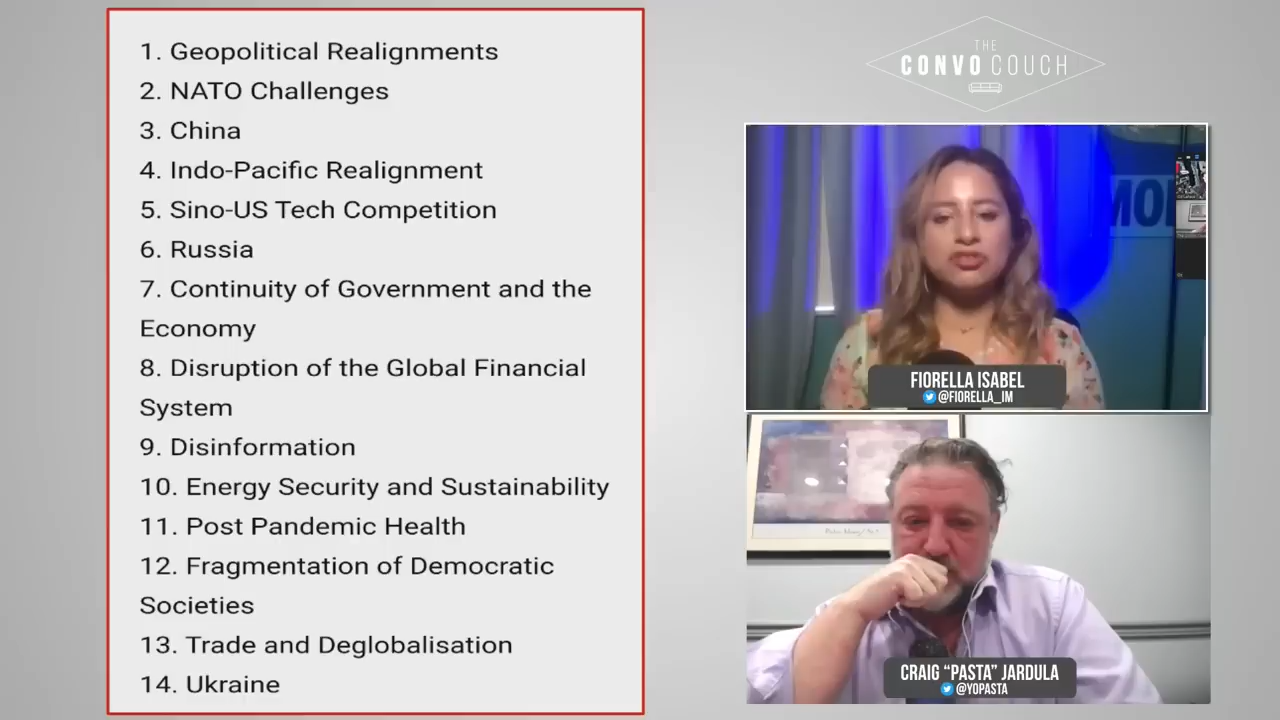 1. Geopolitical Realignments
2. NATO Challenges
3. China
4. Indo-Pacific Realignment
5. Sino-US Tech Competition
6. Russia
7. Continuity of Government and the
Economy
8. Disruption of the Global Financial
System
9. Disinformation
10. Energy Security and Sustainability
11. Post Pandemic Health
12. Fragmentation of Democratic
Societies
13. Trade and Deglobalisation
14. Ukraine
THE
CONVO COUCH
FIORELLA ISABEL
@FIORELLA_IM
CRAIG “PASTA” JARDULA
@YOPASTA